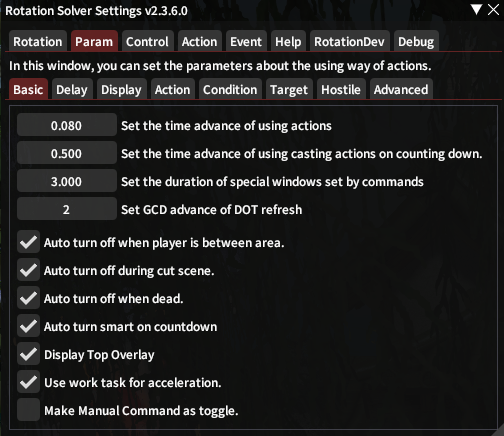 Rotation Solver Settings v2.3.6.0
Rotation Param Control Action Event Help RotationDev Debug
In this window, you can set the parameters about the using way of actions.
Basic Delay Display Action Condition Target Hostile Advanced
0.080 Set the time advance of using actions
0.500 Set the time advance of using casting actions on counting down.
3.000 Set the duration of special windows set by commands
2 Set GCD advance of DOT refresh
Auto turn off when player is between area.
Auto turn off during cut scene.
Auto turn off when dead.
Auto turn smart on countdown
Display Top Overlay
Use work task for acceleration.
Make Manual Command as toggle.